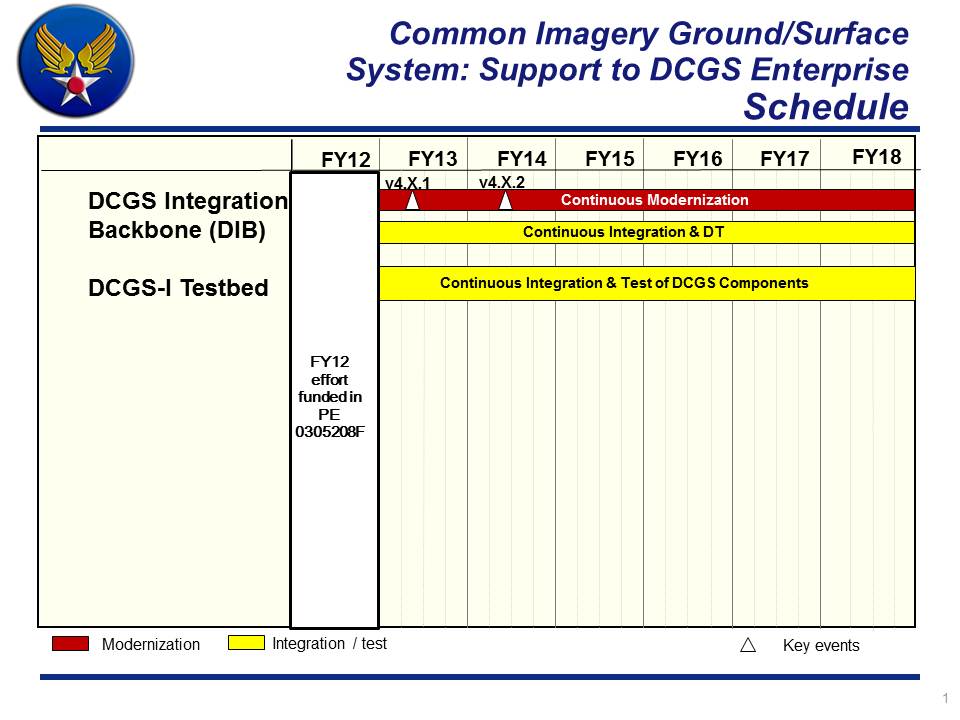 Common Imagery Ground/Surface
System: Support to DCGS Enterprise
Schedule
FY12 FY13 FY14 FY15 FY16 FY17 FY18
v4.X.1 v4.X.2
DCGS Integration
Backbone (DIB)
Continuous Modernization
Continuous Integration & DT
DCGS-I Testbed
Continuous Integration & Test of DCGS Components
FY12
effort
funded in
PE
0305208F
Modernization Integration / test Key events
1